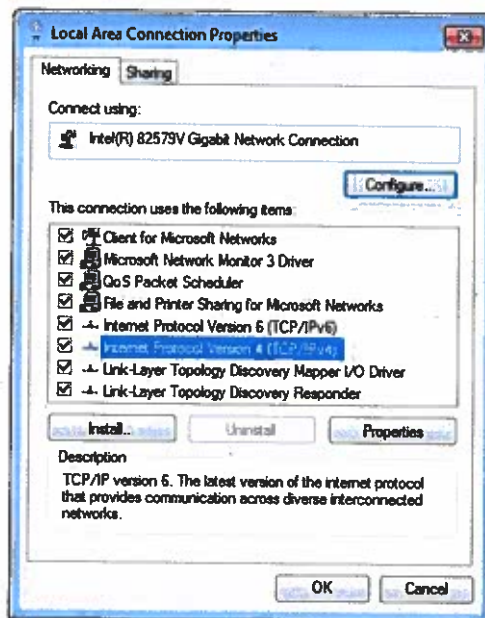 Local Area Connection Properties
Networking Sharing
Connect using:
Intel(R) 82579V Gigabit Network Connection
Configure...
This connection uses the following items:
Client for Microsoft Networks
Microsoft Network Monitor 3 Driver
QoS Packet Scheduler
File and Printer Sharing for Microsoft Networks
Internet Protocol Version 6 (TCP/IPv6)
Internet Protocol Version 4 (TCP/IPv4)
Link-Layer Topology Discovery Mapper I/O Driver
Link-Layer Topology Discovery Responder
Install... Uninstall Properties
Description
TCP/IP version 6. The latest version of the internet protocol
that provides communication across diverse interconnected
networks.
OK Cancel